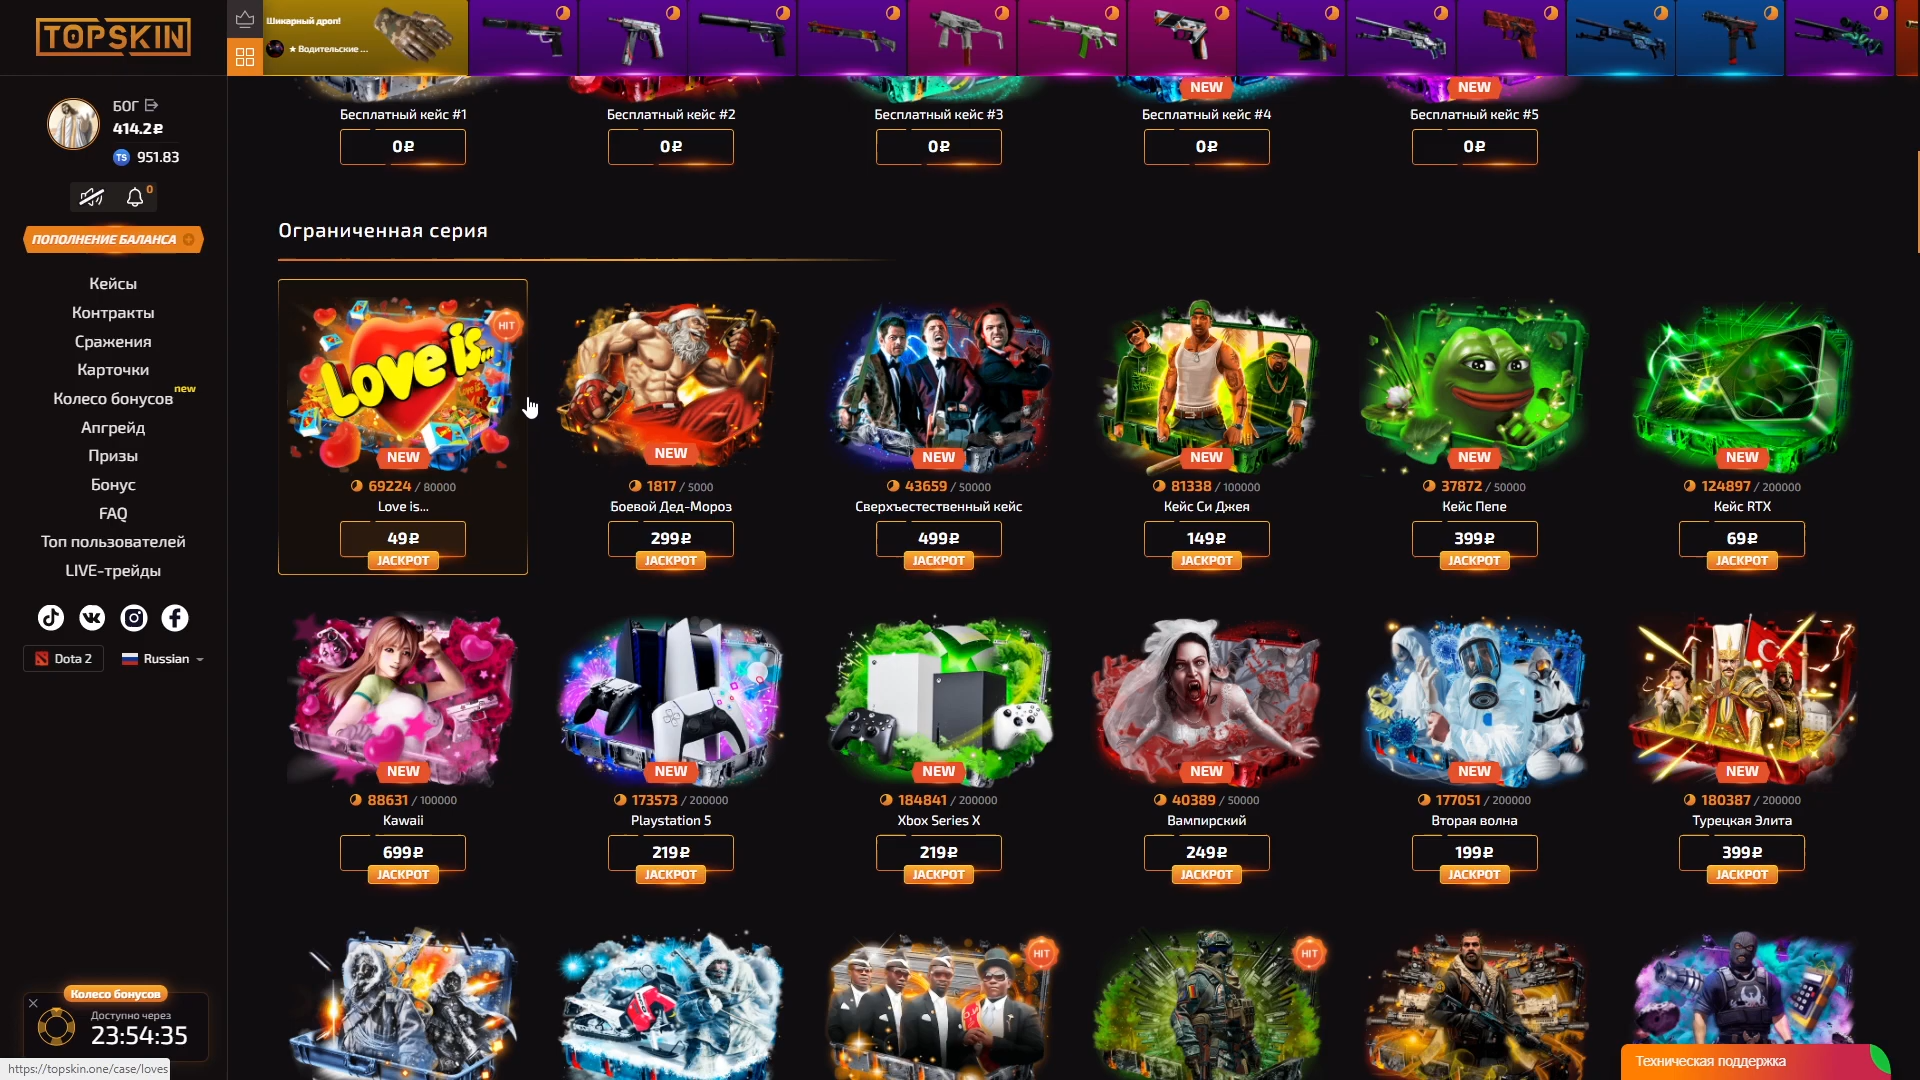 TOPSKIN
Шикарный дроп!
★ Водительские ...
БОГ
414.2₽
TS 951.83
0
ПОПОЛНЕНИЕ БАЛАНСА
Кейсы
Контракты
Сражения
Карточки
Колесо бонусов new
Апгрейд
Призы
Бонус
FAQ
Топ пользователей
LIVE-трейды
Dota 2
Russian
Колесо бонусов
Доступно через
23:54:35
https://topskin.one/case/loves
NEW NEW
Бесплатный кейс #1 Бесплатный кейс #2 Бесплатный кейс #3 Бесплатный кейс #4 Бесплатный кейс #5
0₽ 0₽ 0₽ 0₽ 0₽
Ограниченная серия
HIT
Love is...
NEW NEW NEW NEW NEW NEW
69224 / 80000 1817 / 5000 43659 / 50000 81338 / 100000 37872 / 50000 124897 / 200000
Love is... Боевой Дед-Мороз Сверхъестественный кейс Кейс Си Джея Кейс Пепе Кейс RTX
49₽ 299₽ 499₽ 149₽ 399₽ 69₽
JACKPOT JACKPOT JACKPOT JACKPOT JACKPOT JACKPOT
NEW NEW NEW NEW NEW NEW
88631 / 100000 173573 / 200000 184841 / 200000 40389 / 50000 177051 / 200000 180387 / 200000
Kawaii Playstation 5 Xbox Series X Вампирский Вторая волна Турецкая Элита
699₽ 219₽ 219₽ 249₽ 199₽ 399₽
JACKPOT JACKPOT JACKPOT JACKPOT JACKPOT JACKPOT
HIT HIT
Техническая поддержка